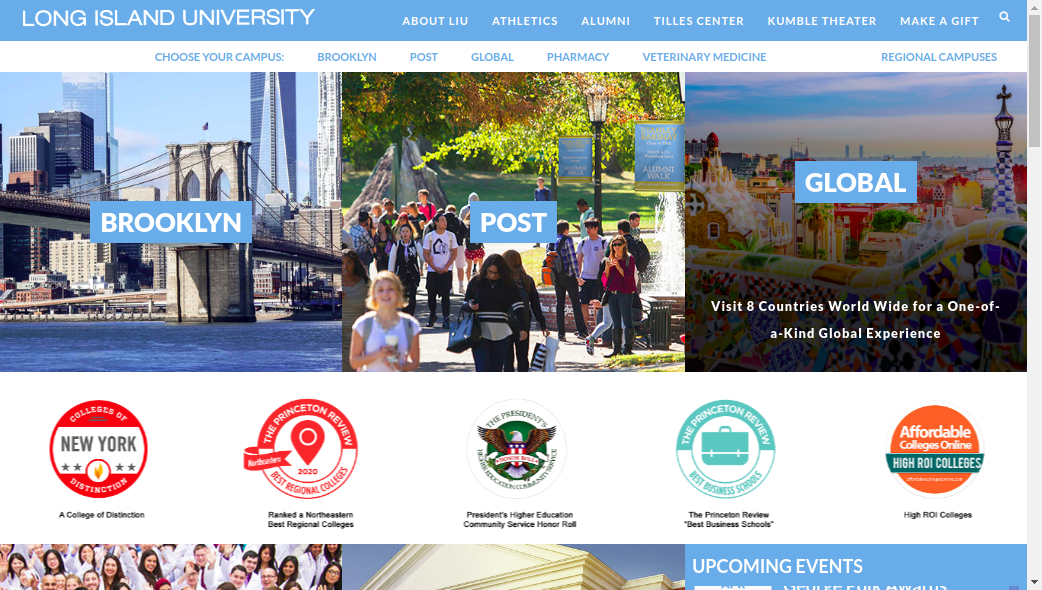 LONG ISLAND UNIVERSITY
ABOUT LIU ATHLETICS ALUMNI TILLES CENTER KUMBLE THEATER MAKE A GIFT
CHOOSE YOUR CAMPUS: BROOKLYN POST GLOBAL PHARMACY VETERINARY MEDICINE REGIONAL CAMPUSES
ALUMNI
WALK
BROOKLYN
POST
GLOBAL
Visit 8 Countries World Wide for a One-of-
a-Kind Global Experience
COLLEGES OF
NEW YORK
DISTINCTION
A College of Distinction
THE PRINCETON REVIEW
Northeastern
2020
BEST REGIONAL COLLEGES
Ranked a Northeastern
Best Regional Colleges
THE PRESIDENT'S
HONOR ROLL
HIGHER EDUCATION COMMUNITY SERVICE
President's Higher Education
Community Service Honor Roll
THE PRINCETON REVIEW
BEST BUSINESS SCHOOLS
The Princeton Review
"Best Business Schools"
Affordable
Colleges Online
HIGH ROI COLLEGES
High ROI Colleges
UPCOMING EVENTS
George Polk Awards